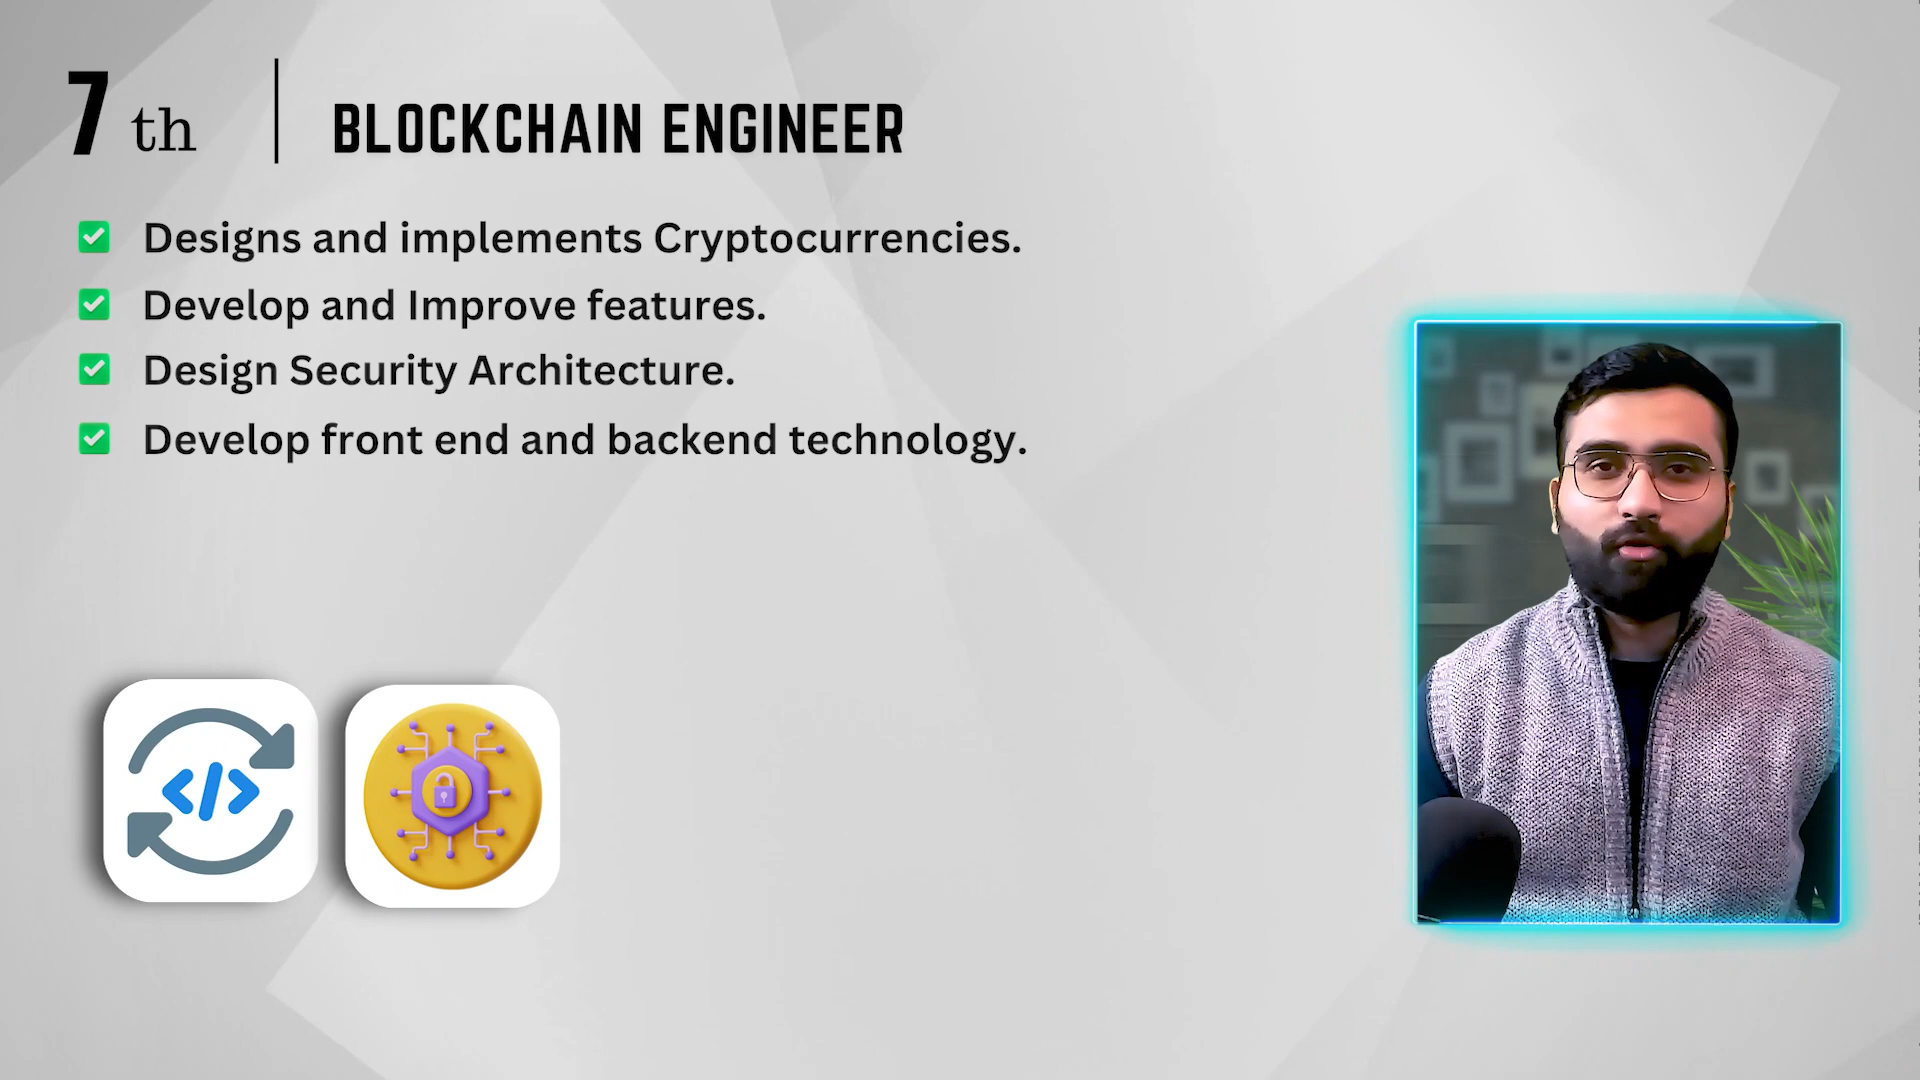 7 th
BLOCKCHAIN ENGINEER
Designs and implements Cryptocurrencies.
Develop and Improve features.
Design Security Architecture.
Develop front end and backend technology.
</>